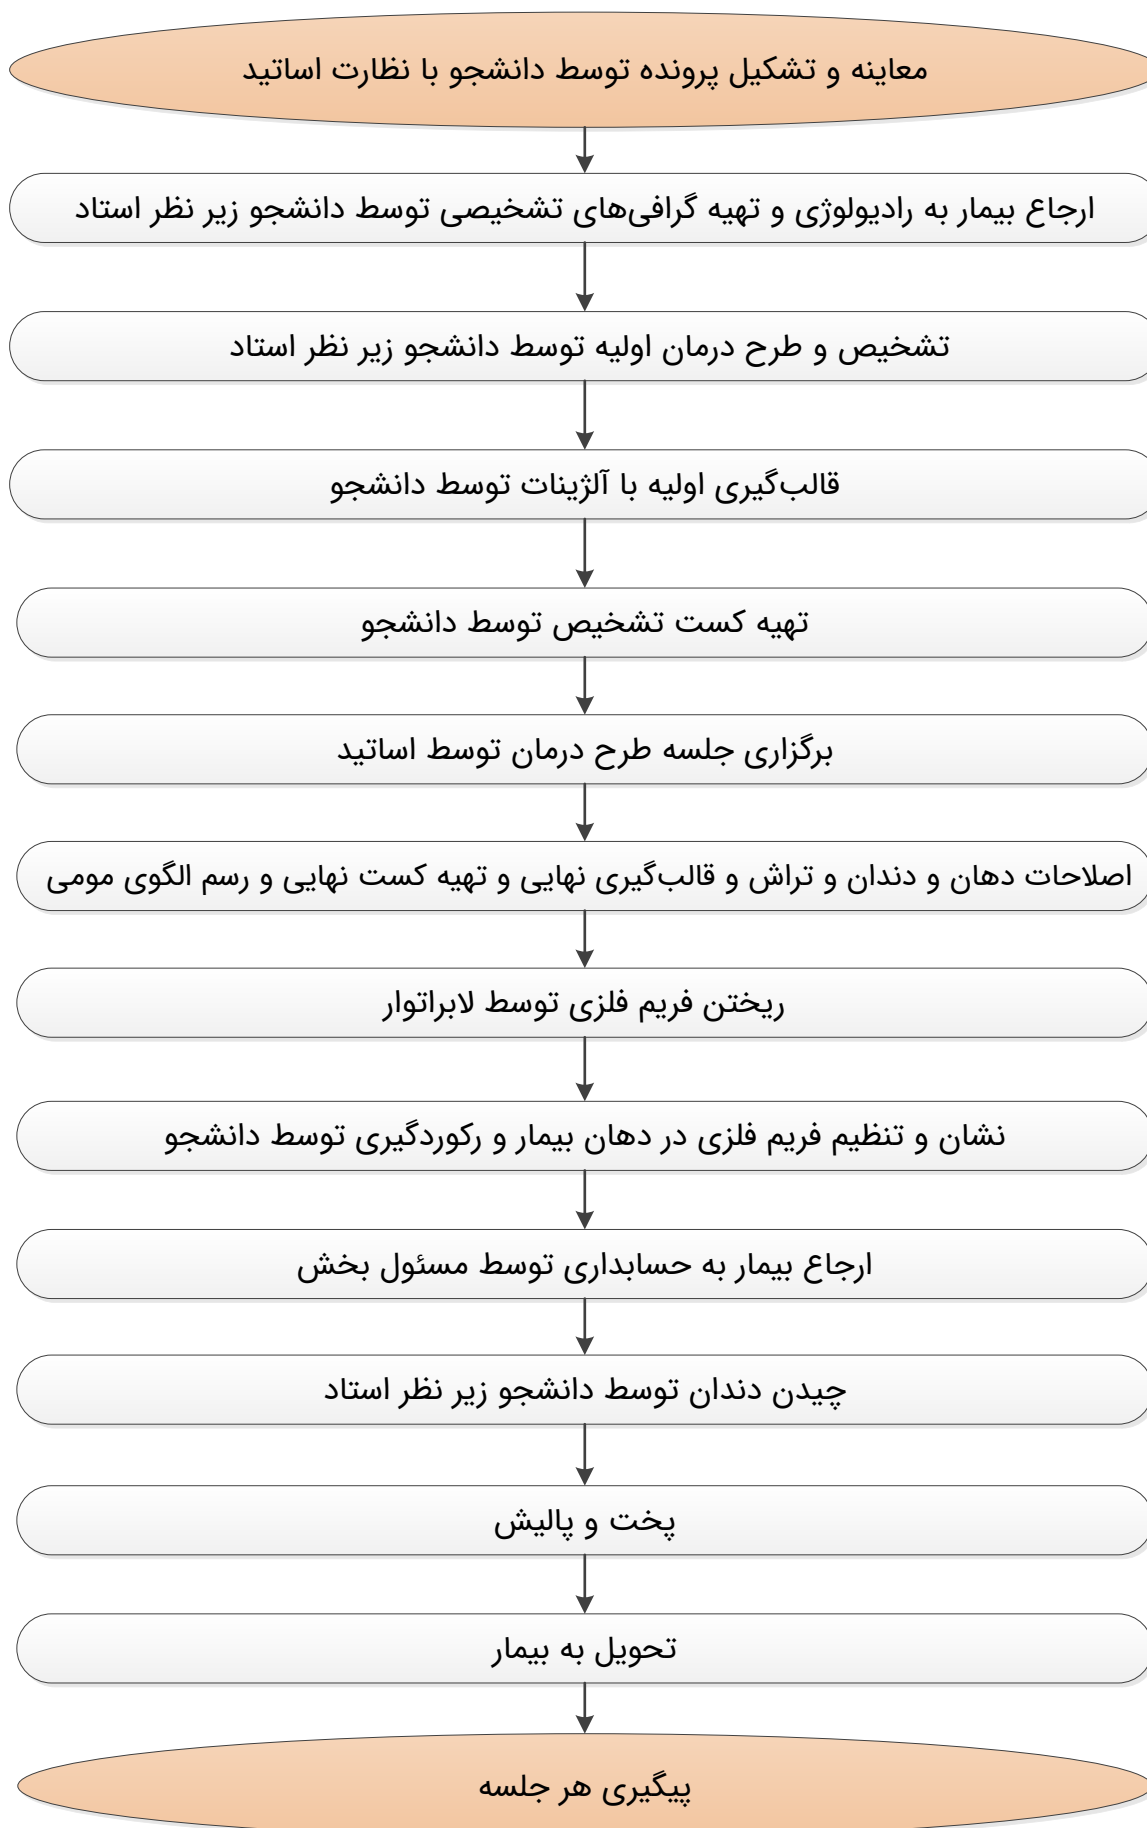 معاینه و تشکیل پرونده توسط دانشجو با نظارت اساتید
ارجاع بیمار به رادیولوژی و تهیه گرافی‌های تشخیصی توسط دانشجو زیر نظر استاد
تشخیص و طرح درمان اولیه توسط دانشجو زیر نظر استاد
قالب‌گیری اولیه با آلژینات توسط دانشجو
تهیه کست تشخیص توسط دانشجو
برگزاری جلسه طرح درمان توسط اساتید
اصلاحات دهان و دندان و تراش و قالب‌گیری نهایی و تهیه کست نهایی و رسم الگوی مومی
ریختن فریم فلزی توسط لابراتوار
نشان و تنظیم فریم فلزی در دهان بیمار و رکوردگیری توسط دانشجو
ارجاع بیمار به حسابداری توسط مسئول بخش
چیدن دندان توسط دانشجو زیر نظر استاد
پخت و پالیش
تحویل به بیمار
پیگیری هر جلسه